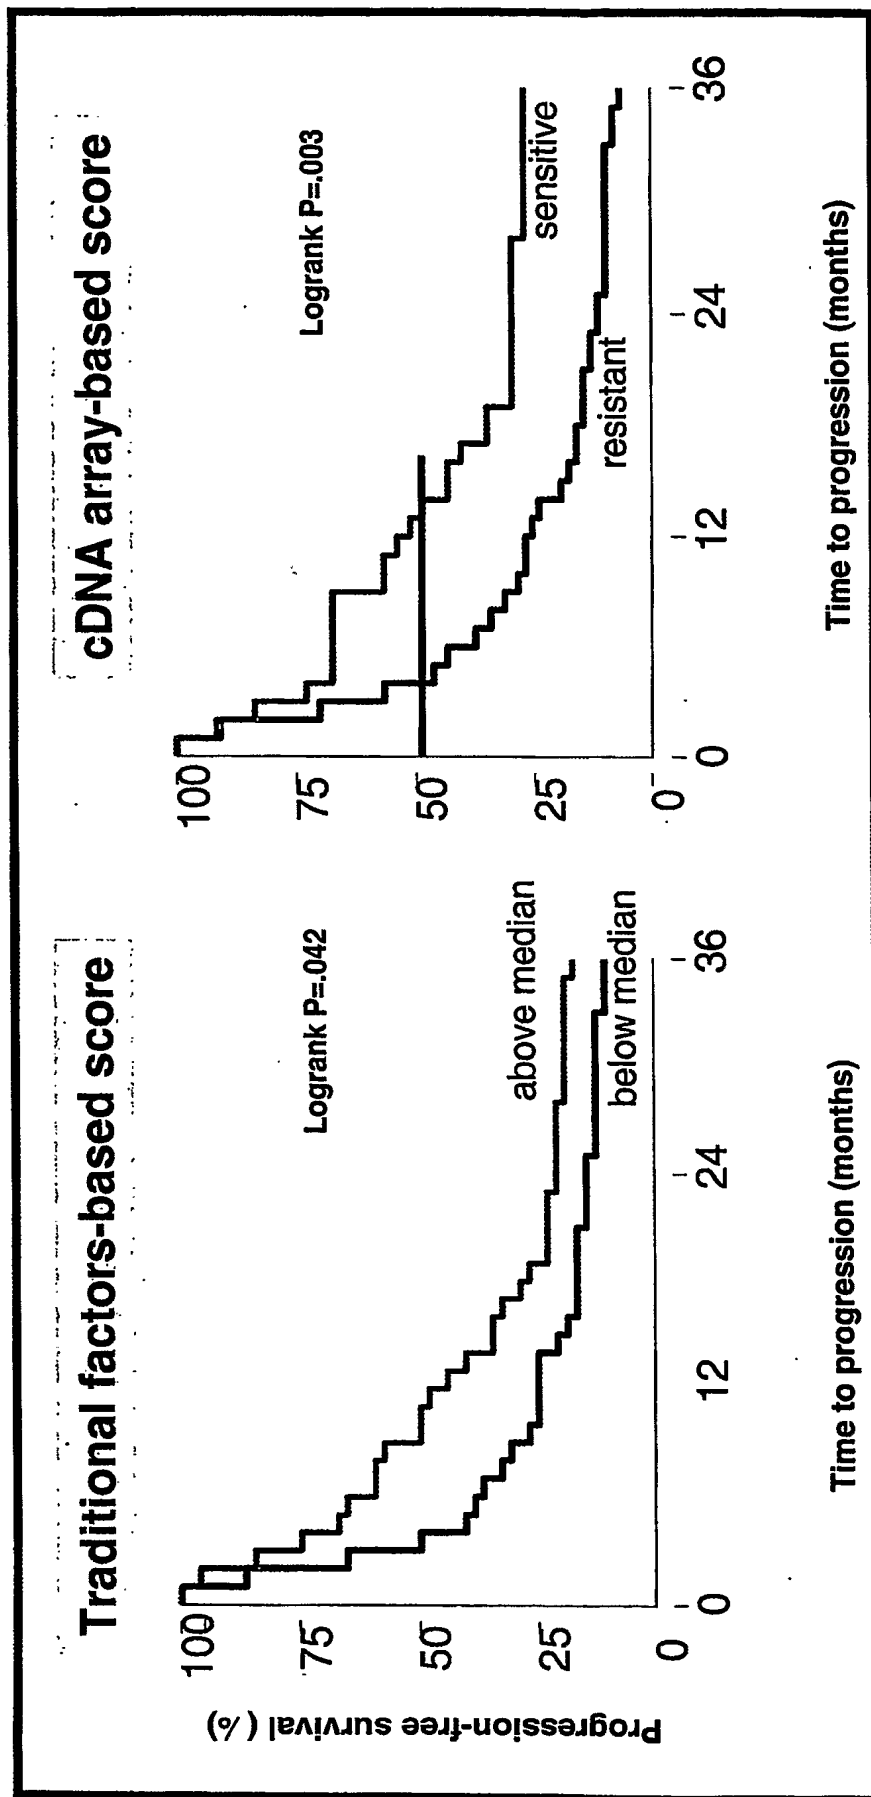 Traditional factors-based score
Progression-free survival (%)
100
75
50
25
0
Logrank P=.042
above median
below median
0
12
24
36
Time to progression (months)
cDNA array-based score
100
75
50
25
0
Logrank P=.003
sensitive
resistant
0
12
24
36
Time to progression (months)